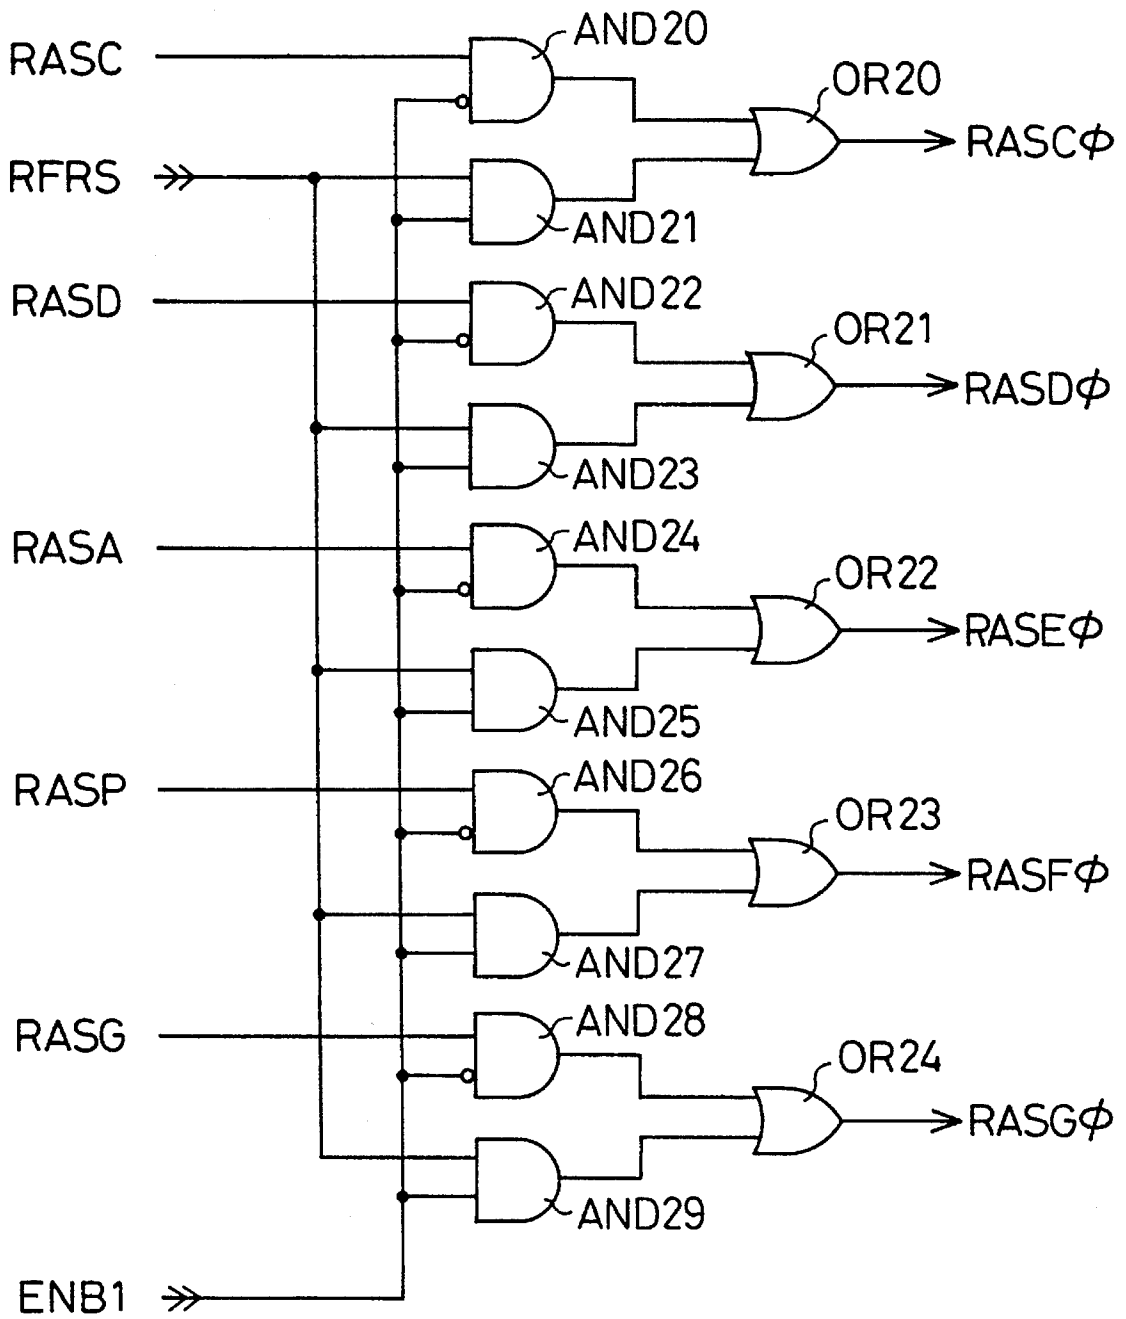 AND20
RASC
OR20
RASCΦ
RFRS
AND21
RASD
AND22
OR21
RASDΦ
AND23
RASA
AND24
OR22
RASEΦ
AND25
RASP
AND26
OR23
RASFΦ
AND27
RASG
AND28
OR24
RASGΦ
AND29
ENB1